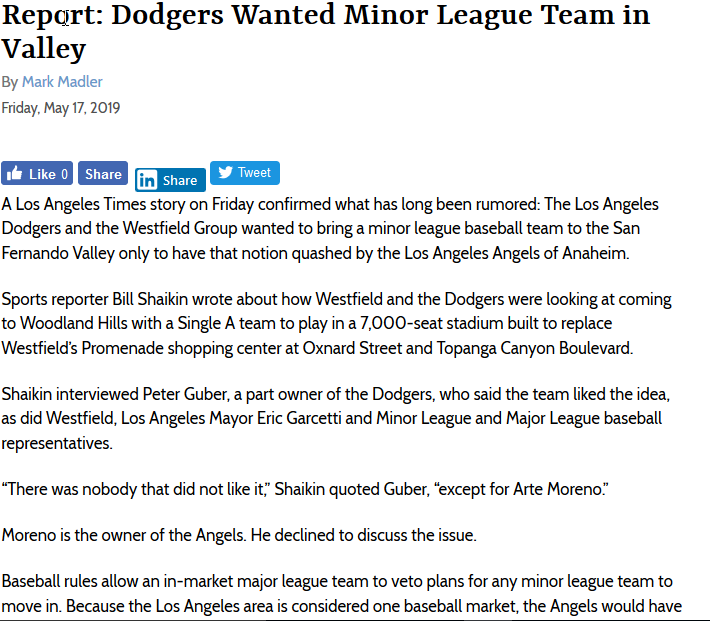 Report: Dodgers Wanted Minor League Team in
Valley
By Mark Madler
Friday, May 17, 2019
Like 0 Share in Share Tweet
A Los Angeles Times story on Friday confirmed what has long been rumored: The Los Angeles
Dodgers and the Westfield Group wanted to bring a minor league baseball team to the San
Fernando Valley only to have that notion quashed by the Los Angeles Angels of Anaheim.
Sports reporter Bill Shaikin wrote about how Westfield and the Dodgers were looking at coming
to Woodland Hills with a Single A team to play in a 7,000-seat stadium built to replace
Westfield's Promenade shopping center at Oxnard Street and Topanga Canyon Boulevard.
Shaikin interviewed Peter Guber, a part owner of the Dodgers, who said the team liked the idea,
as did Westfield, Los Angeles Mayor Eric Garcetti and Minor League and Major League baseball
representatives.
“There was nobody that did not like it,” Shaikin quoted Guber, “except for Arte Moreno.”
Moreno is the owner of the Angels. He declined to discuss the issue.
Baseball rules allow an in-market major league team to veto plans for any minor league team to
move in. Because the Los Angeles area is considered one baseball market, the Angels would have